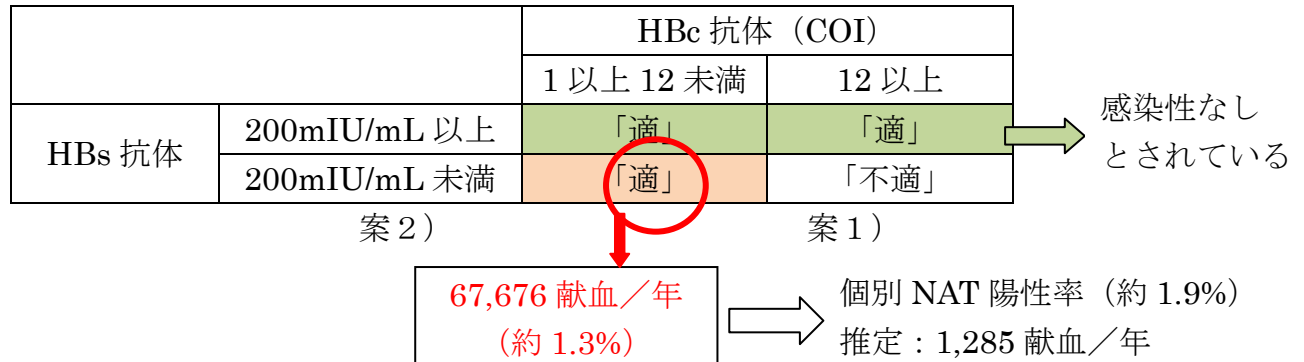 HBc 抗体（COI）
1 以上 12 未満 12 以上
HBs 抗体 200mIU/mL 以上 「適」 「適」
200mIU/mL 未満 「適」 「不適」
感染性なし
とされている
案２） 案１）
67,676 献血／年
（約 1.3%）
個別 NAT 陽性率（約 1.9%）
推定：1,285 献血／年